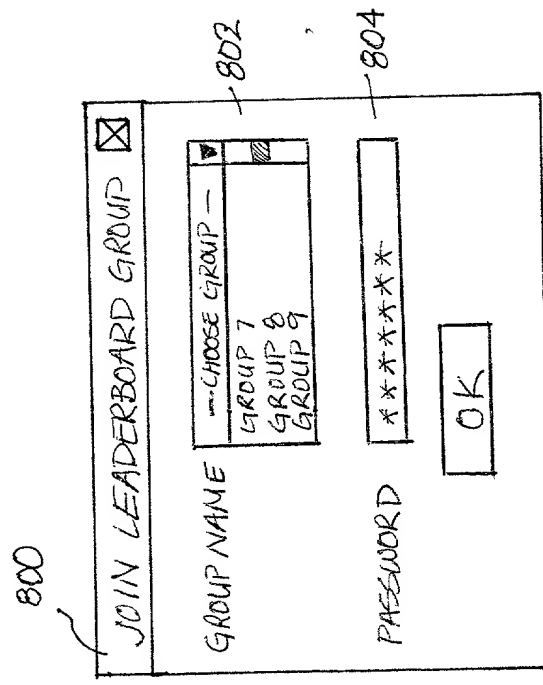 800
JOIN LEADERBOARD GROUP
GROUP NAME
--- CHOOSE GROUP —
802
GROUP 7
GROUP 8
GROUP 9
PASSWORD
*******
804
OK